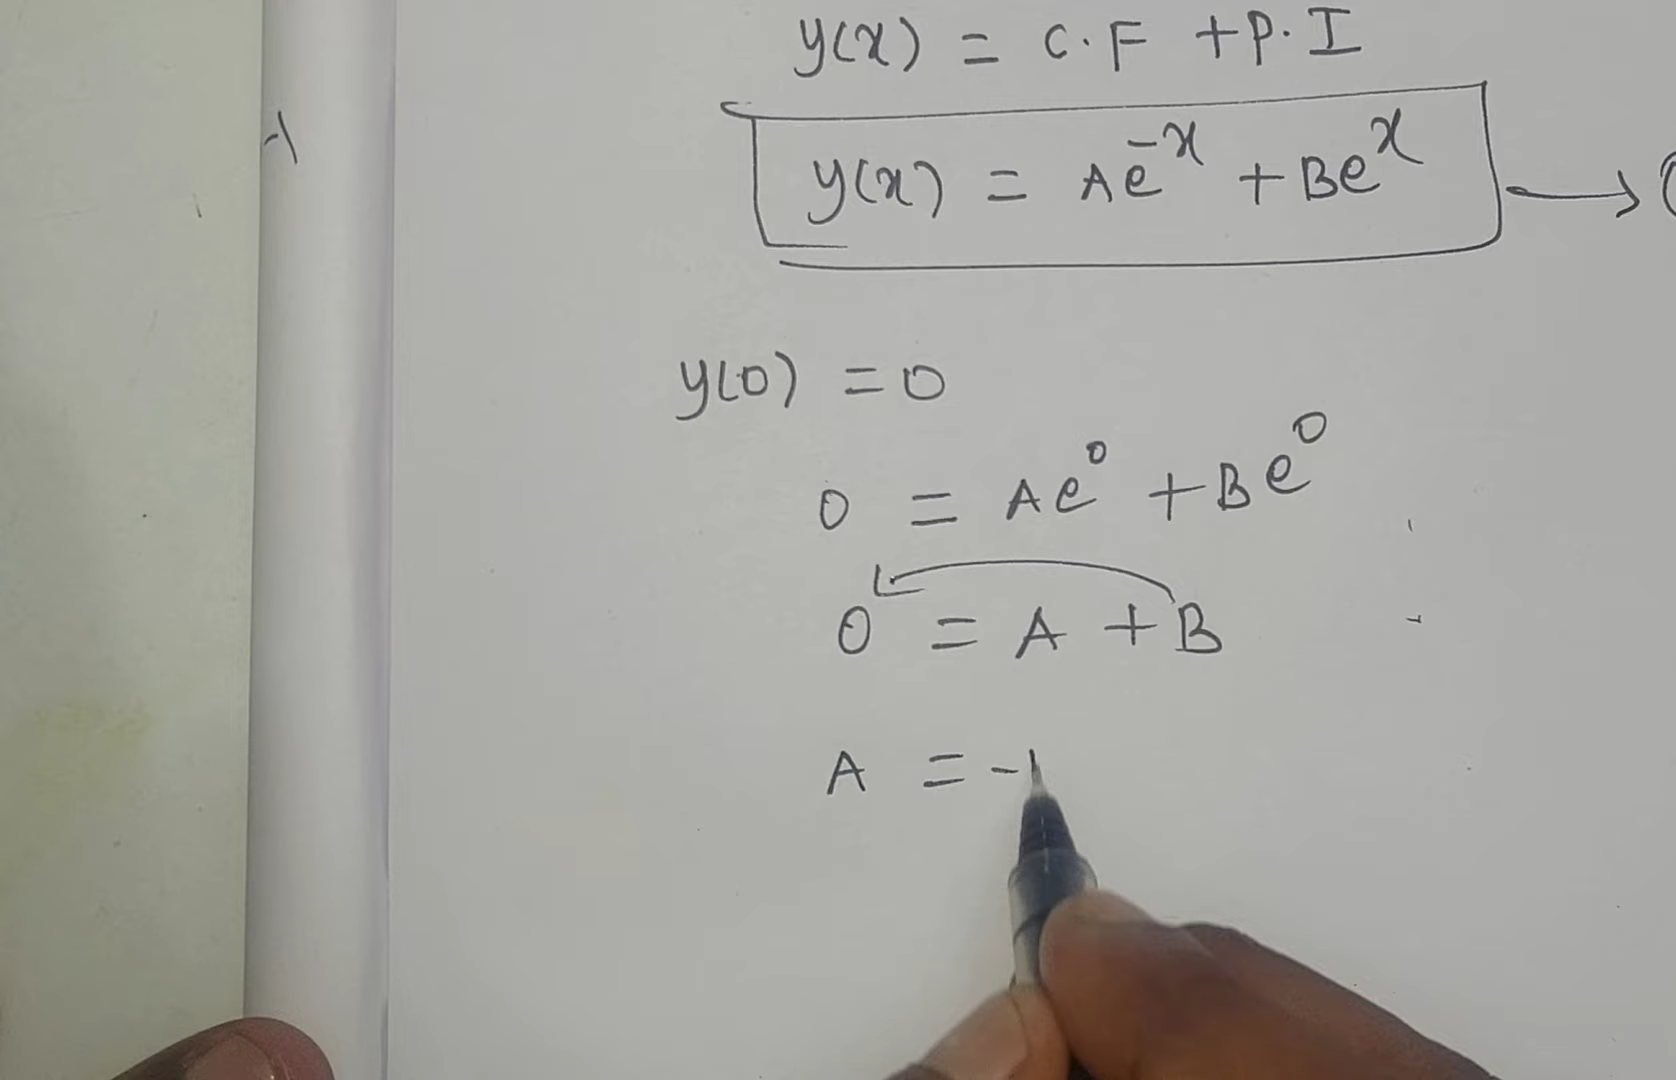 y(x) = C.F + P.I
y(x) = Ae^{-x} + Be^{x}
y(0) = 0
0 = Ae^{0} + Be^{0}
0 = A + B
A = -